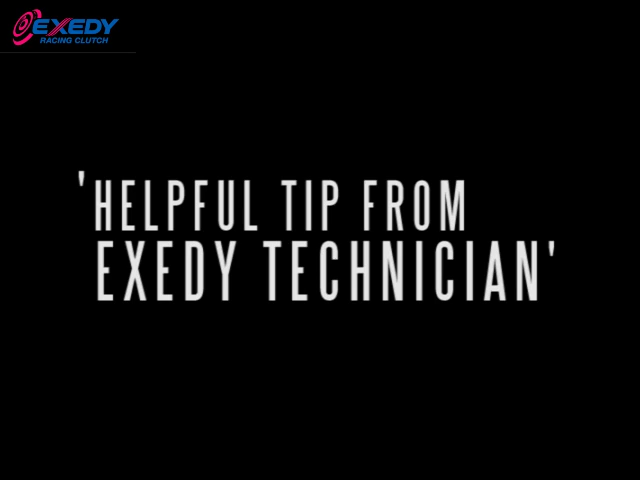 EXEDY
RACING CLUTCH
'HELPFUL TIP FROM
EXEDY TECHNICIAN'